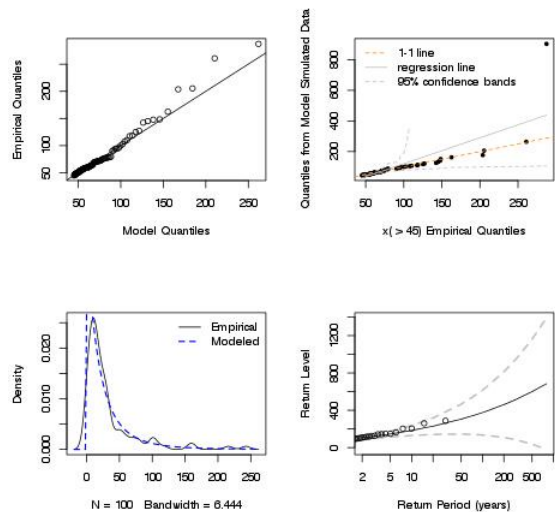 Empirical Quantiles
50 100 200
50 100 150 200 250
Model Quantiles
Quantiles from Model Simulated Data
200 400 600 800
1-1 line
regression line
95% confidence bands
50 100 150 200 250
x( > 45) Empirical Quantiles
Density
0.000 0.010 0.020
Empirical
Modeled
0 50 100 150 200 250
N = 100 Bandwidth = 6.444
Return Level
0 400 800 1200
2 5 10 50 200 500
Return Period (years)